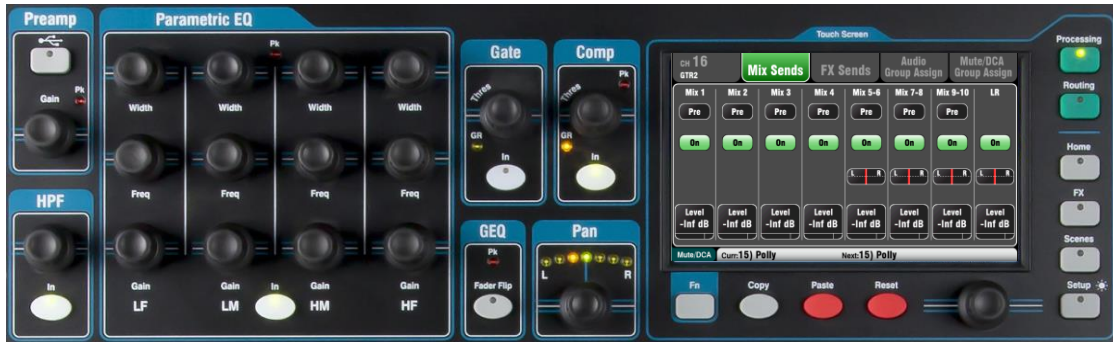 Preamp
Gain
Pk
HPF
In
Parametric EQ
Pk
Width Width Width Width
Freq Freq Freq Freq
Gain Gain In Gain Gain
LF LM HM HF
Gate
Thres
GR
In
Comp
Pk
Thres
GR
In
GEQ
Pk
Fader Flip
Pan
L R
Touch Screen
CH 16
GTR2
Mix Sends
FX Sends
Audio
Group Assign
Mute/DCA
Group Assign
Mix 1 Mix 2 Mix 3 Mix 4 Mix 5-6 Mix 7-8 Mix 9-10 LR
Pre Pre Pre Pre Pre Pre Pre
On On On On On On On On
L R L R L R L R
Level Level Level Level Level Level Level Level
-Inf dB -Inf dB -Inf dB -Inf dB -Inf dB -Inf dB -Inf dB -Inf dB
Mute/DCA Curr:15) Polly Next:15) Polly
Fn Copy Paste Reset
Processing
Routing
Home
FX
Scenes
Setup